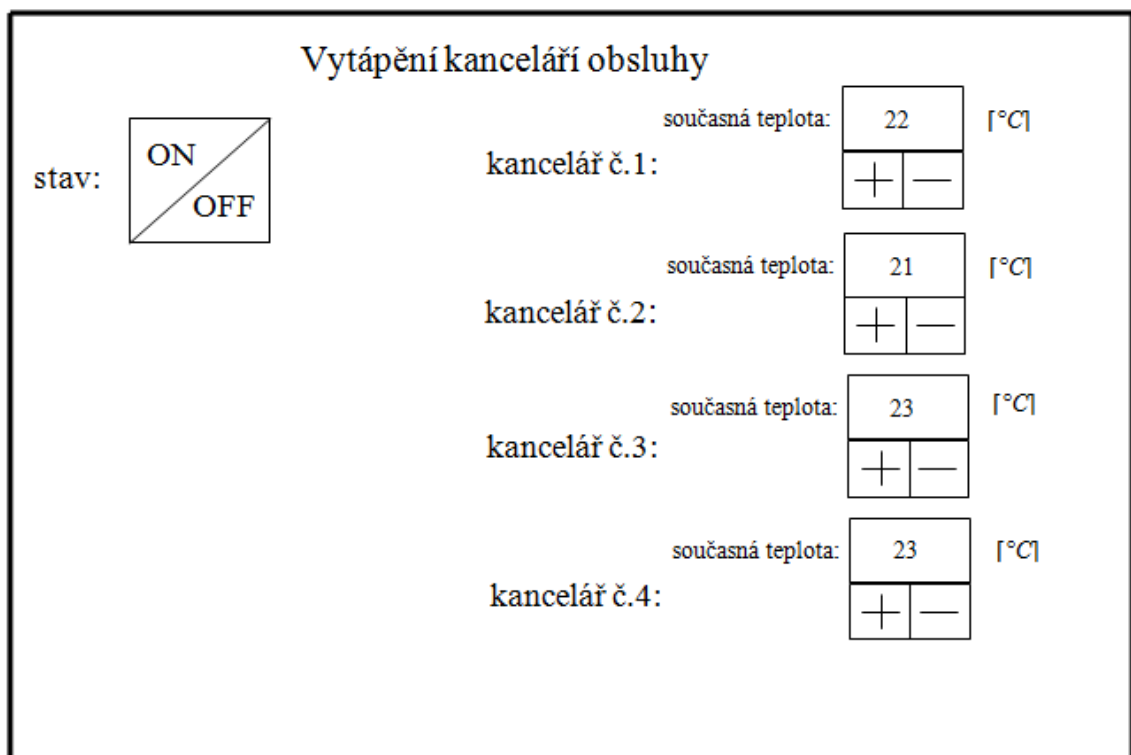 Vytápění kanceláří obsluhy
stav:
ON
OFF
současná teplota: 22 [°C]
kancelář č.1:
+ —
současná teplota: 21 [°C]
kancelář č.2:
+ —
současná teplota: 23 [°C]
kancelář č.3:
+ —
současná teplota: 23 [°C]
kancelář č.4:
+ —